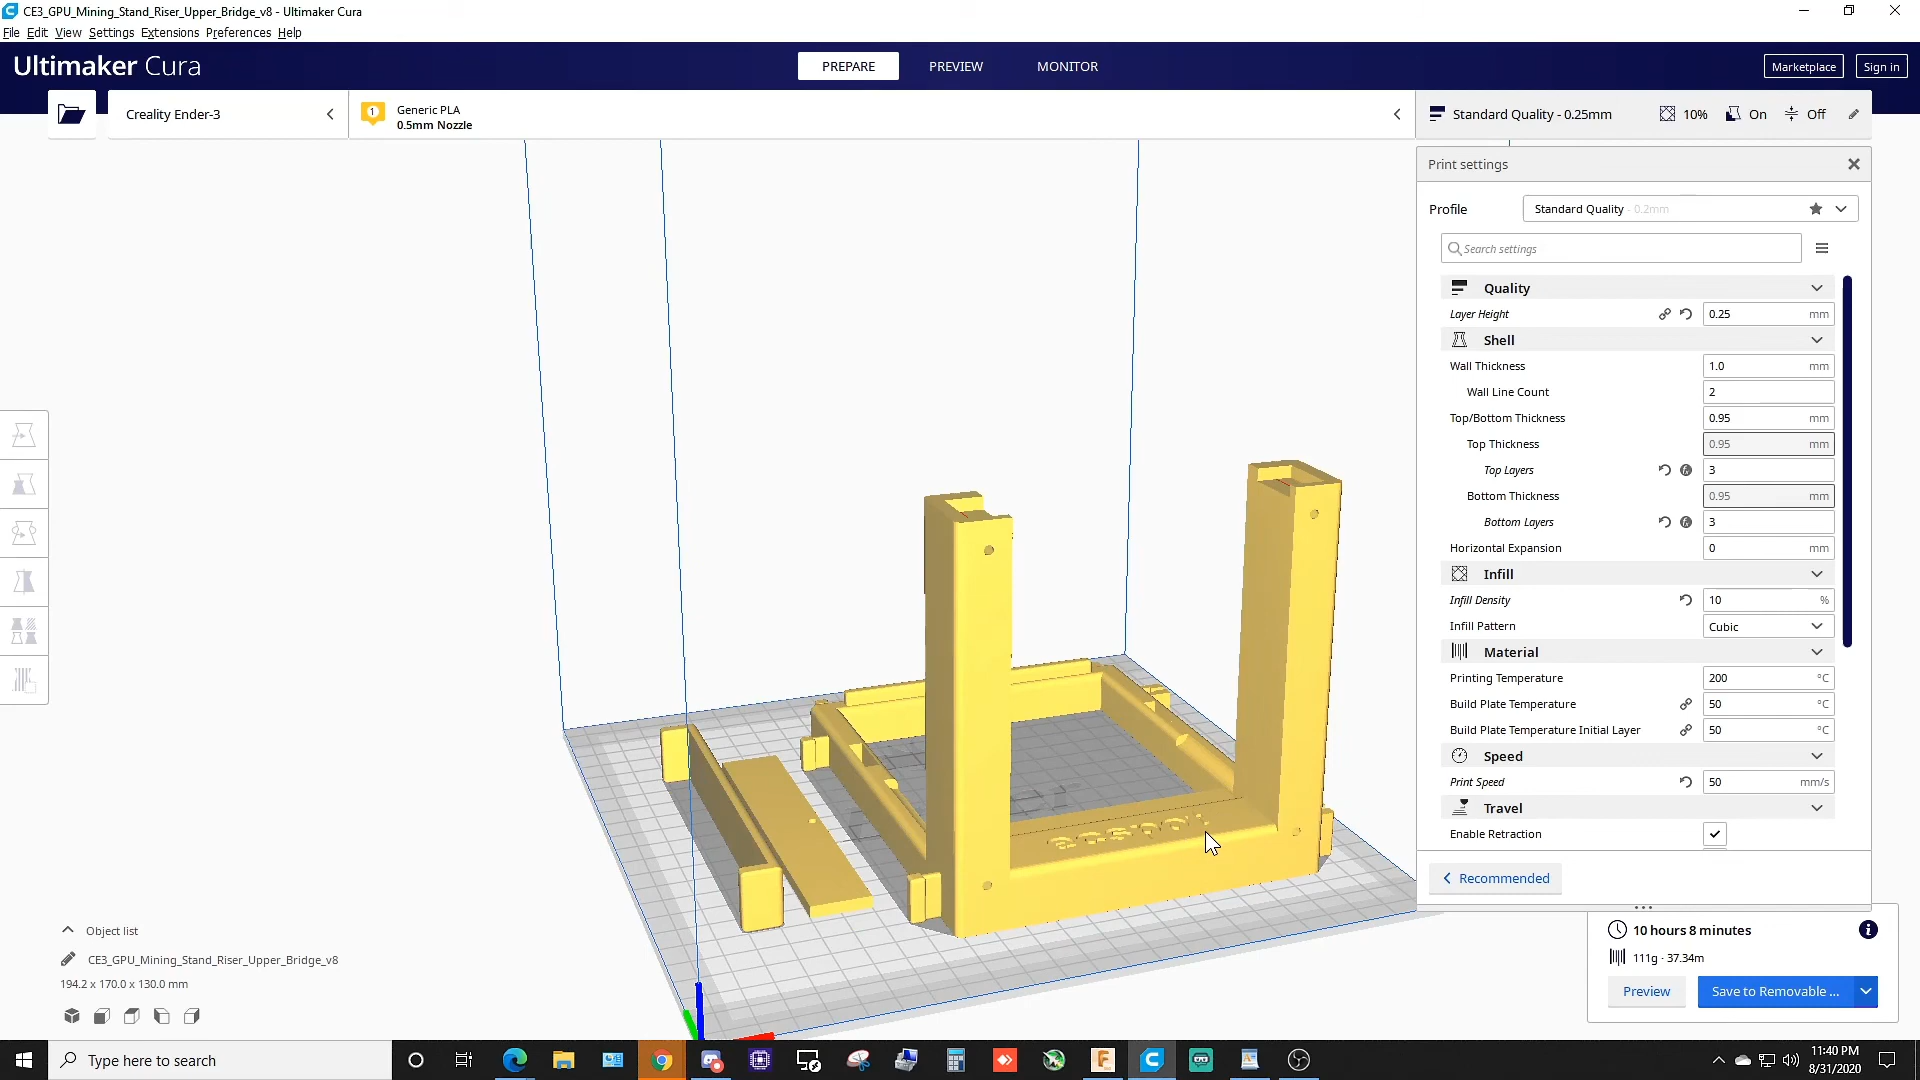 CE3_GPU_Mining_Stand_Riser_Upper_Bridge_v8 - Ultimaker Cura
File Edit View Settings Extensions Preferences Help
Ultimaker Cura
PREPARE
PREVIEW
MONITOR
Marketplace
Sign in
Creality Ender-3
1
Generic PLA
0.5mm Nozzle
Standard Quality - 0.25mm
10%
On
Off
Print settings
Profile
Standard Quality - 0.2mm
Search settings
Quality
Layer Height 0.25 mm
Shell
Wall Thickness 1.0 mm
Wall Line Count 2
Top/Bottom Thickness 0.95 mm
Top Thickness 0.95 mm
Top Layers 3
Bottom Thickness 0.95 mm
Bottom Layers 3
Horizontal Expansion 0 mm
Infill
Infill Density 10 %
Infill Pattern Cubic
Material
Printing Temperature 200 °C
Build Plate Temperature 50 °C
Build Plate Temperature Initial Layer 50 °C
Speed
Print Speed 50 mm/s
Travel
Enable Retraction
Recommended
Object list
CE3_GPU_Mining_Stand_Riser_Upper_Bridge_v8
194.2 x 170.0 x 130.0 mm
10 hours 8 minutes
111g · 37.34m
Preview
Save to Removable ...
Type here to search
11:40 PM
8/31/2020